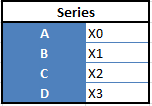 Series
A X0
B X1
C X2
D X3